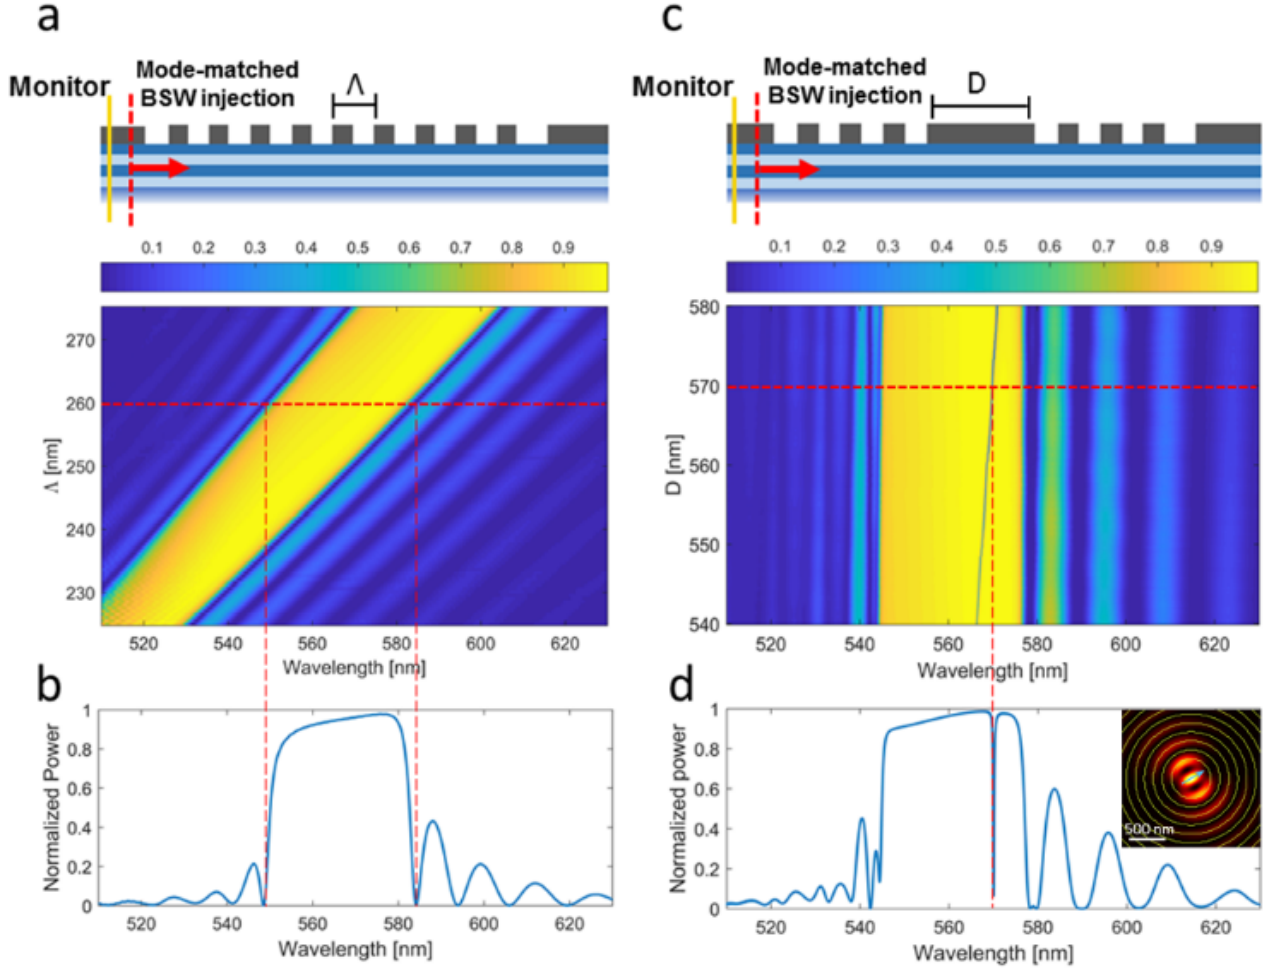 a
Mode-matched
BSW injection
Monitor
Λ
0.1 0.2 0.3 0.4 0.5 0.6 0.7 0.8 0.9
270
260
250
240
230
Λ [nm]
520 540 560 580 600 620
Wavelength [nm]
b
1
0.8
0.6
0.4
0.2
0
Normalized Power
520 540 560 580 600 620
Wavelength [nm]
c
Mode-matched
BSW injection
Monitor
D
0.1 0.2 0.3 0.4 0.5 0.6 0.7 0.8 0.9
580
570
560
550
540
D [nm]
520 540 560 580 600 620
Wavelength [nm]
d
1
0.8
0.6
0.4
0.2
0
Normalized power
500 nm
520 540 560 580 600 620
Wavelength [nm]